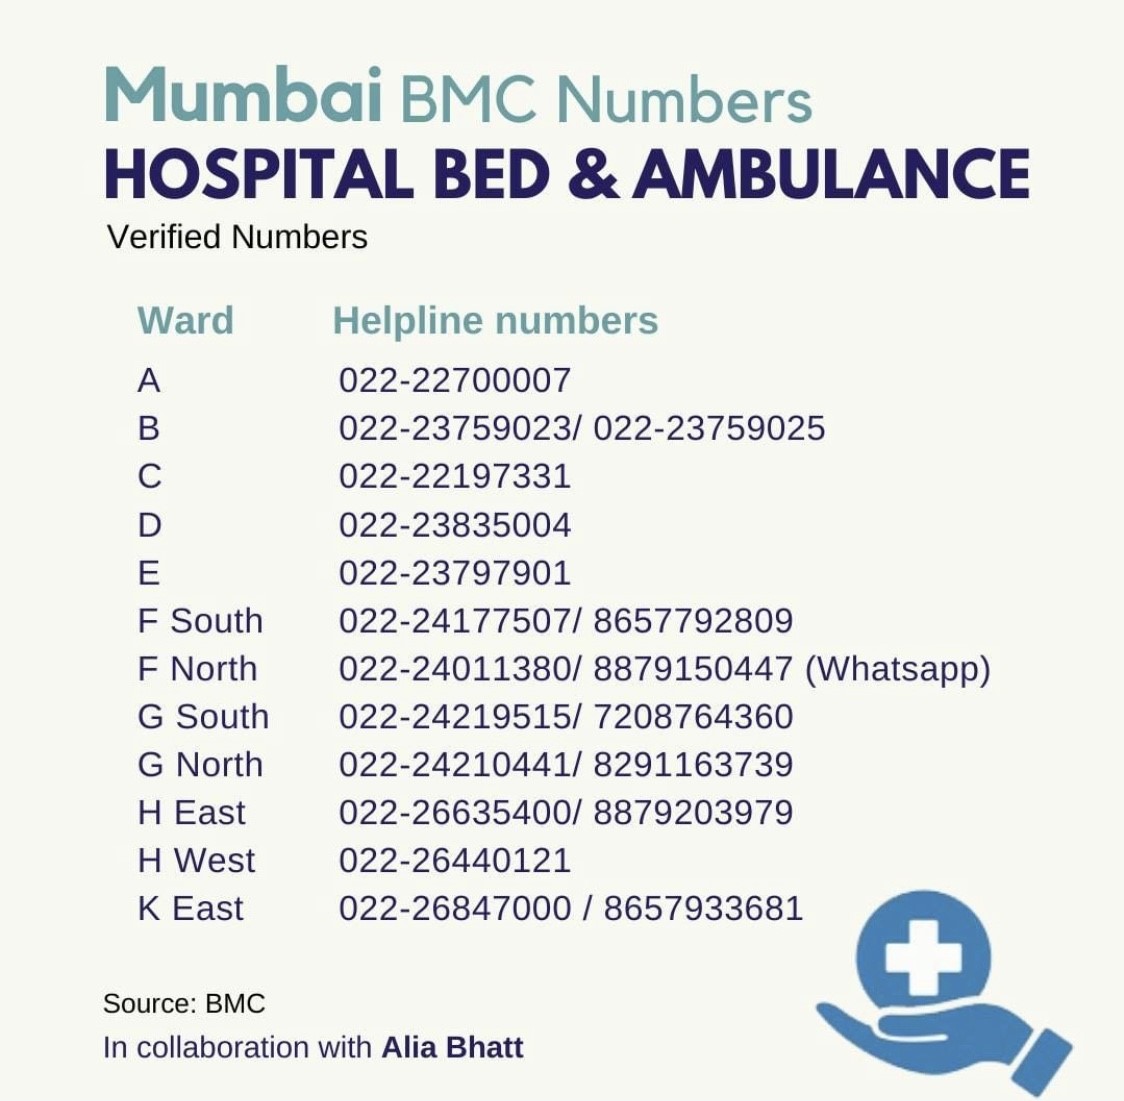 Mumbai BMC Numbers
HOSPITAL BED & AMBULANCE
Verified Numbers
Ward Helpline numbers
A 022-22700007
B 022-23759023/ 022-23759025
C 022-22197331
D 022-23835004
E 022-23797901
F South 022-24177507/ 8657792809
F North 022-24011380/ 8879150447 (Whatsapp)
G South 022-24219515/ 7208764360
G North 022-24210441/ 8291163739
H East 022-26635400/ 8879203979
H West 022-26440121
K East 022-26847000 / 8657933681
Source: BMC
In collaboration with Alia Bhatt